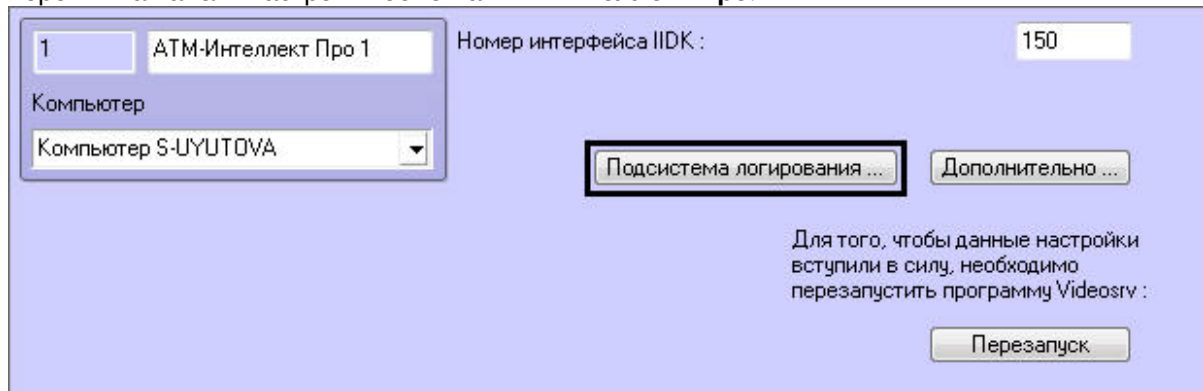 1
АТМ-Интеллект Про 1
Номер интерфейса IIDK :
150
Компьютер
Компьютер S-UYUTOVA
Подсистема логирования ...
Дополнительно ...
Для того, чтобы данные настройки
вступили в силу, необходимо
перезапустить программу Videosrv :
Перезапуск